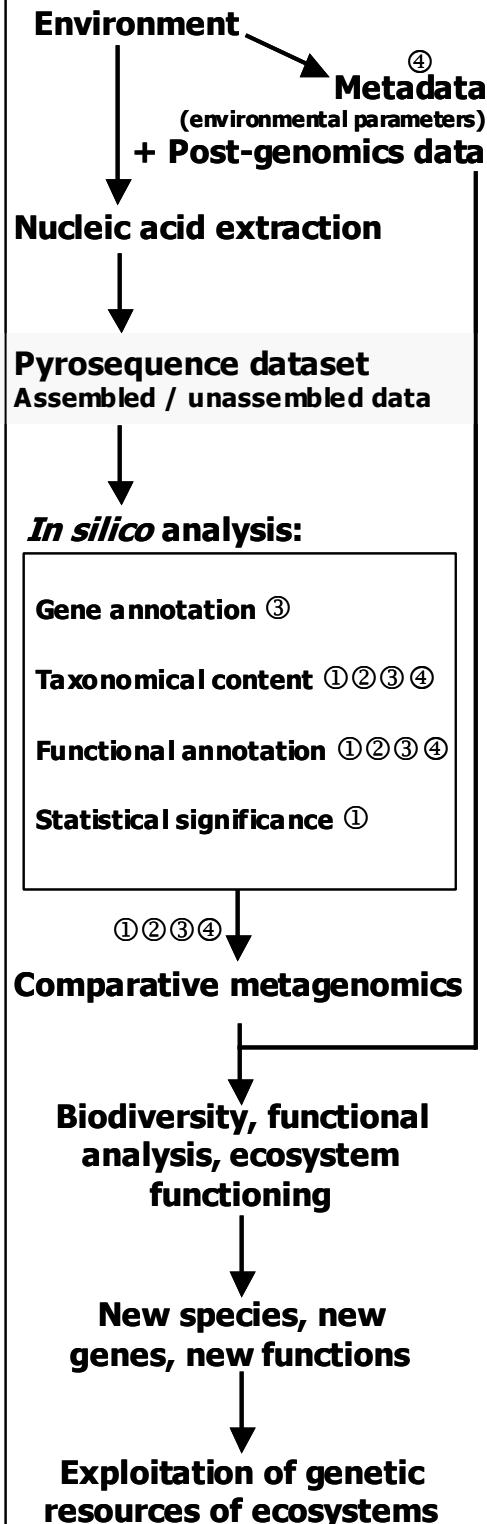 Environment
④
Metadata
(environmental parameters)
+ Post-genomics data
Nucleic acid extraction
Pyrosequence dataset
Assembled / unassembled data
In silico analysis:
Gene annotation ③
Taxonomical content ①②③④
Functional annotation ①②③④
Statistical significance ①
①②③④
Comparative metagenomics
Biodiversity, functional
analysis, ecosystem
functioning
New species, new
genes, new functions
Exploitation of genetic
resources of ecosystems